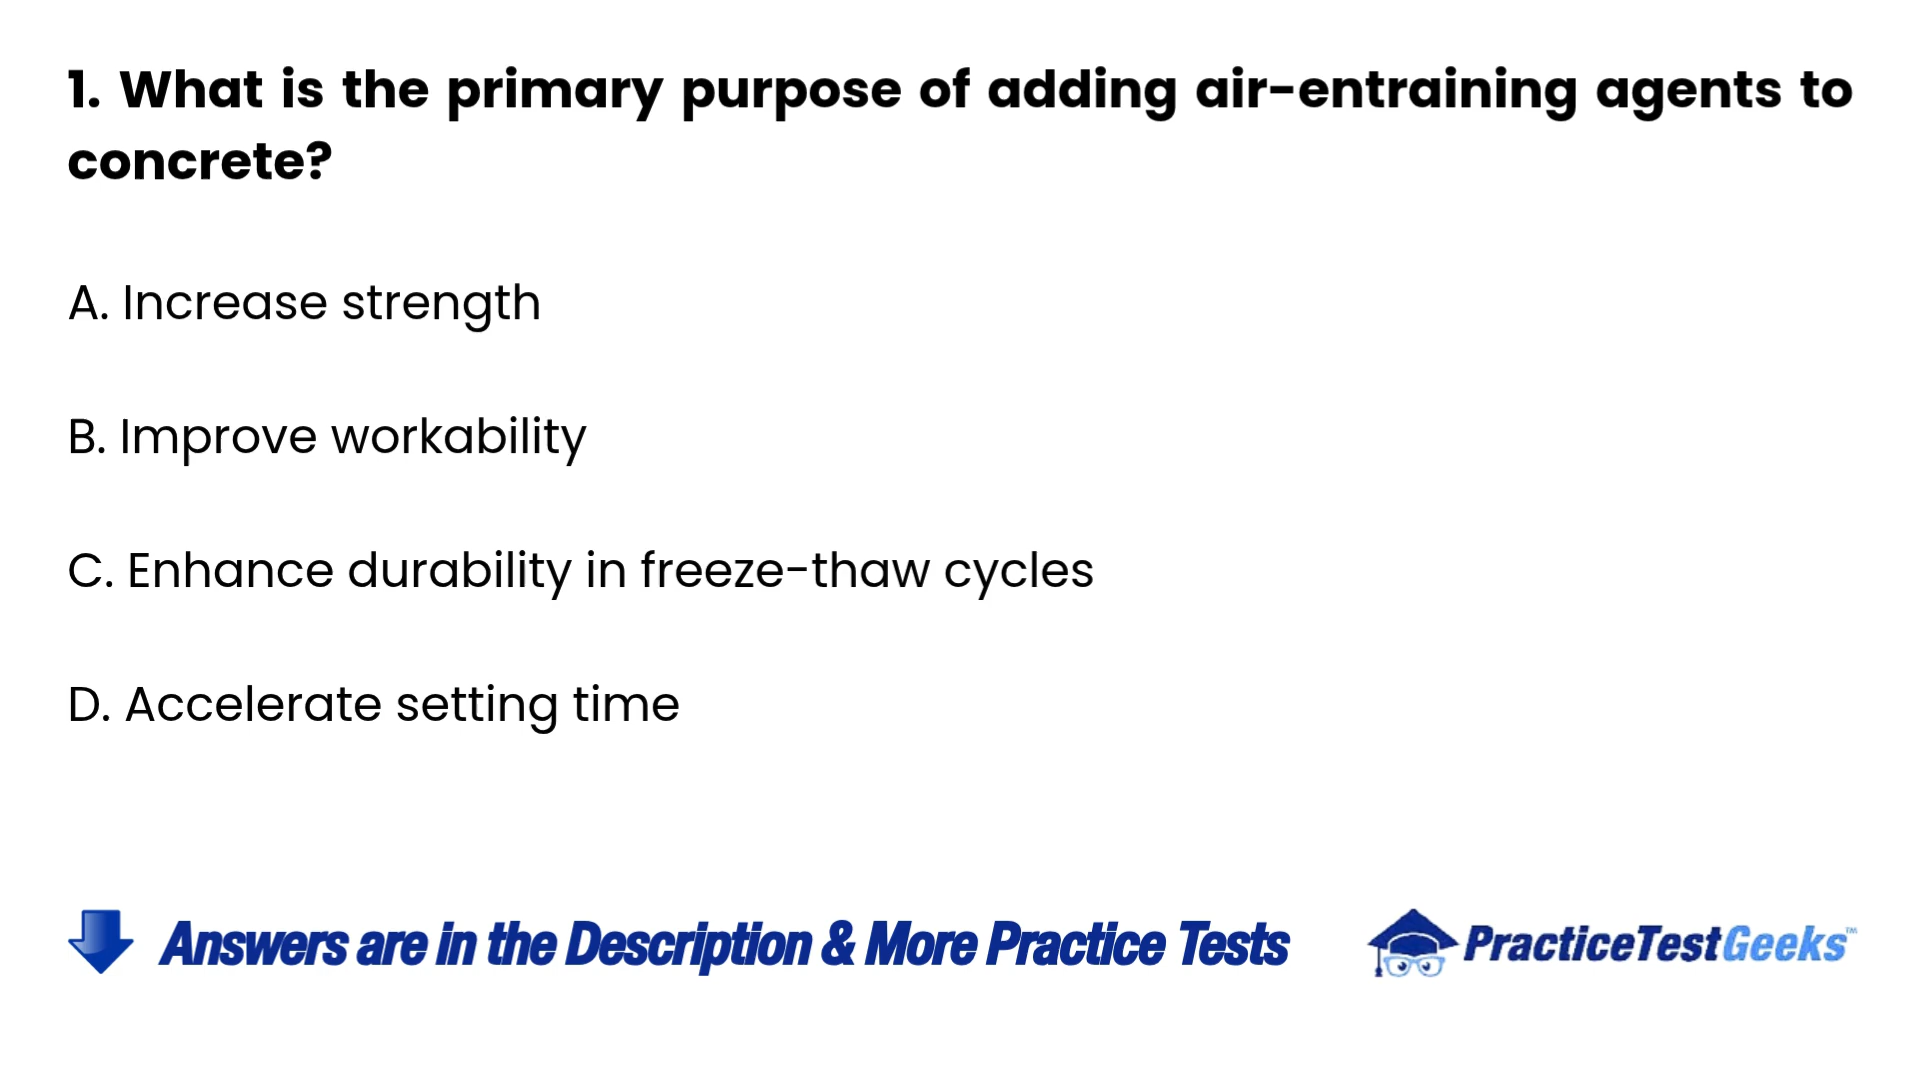 1. What is the primary purpose of adding air-entraining agents to
concrete?
A. Increase strength
B. Improve workability
C. Enhance durability in freeze-thaw cycles
D. Accelerate setting time
Answers are in the Description & More Practice Tests
PracticeTestGeeks™